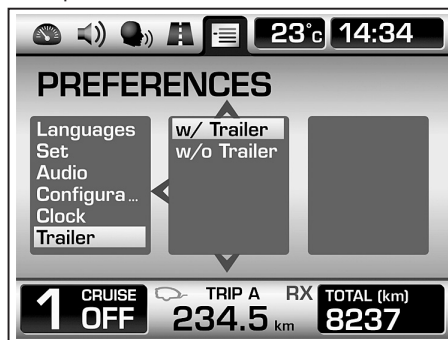 23°c 14:34
PREFERENCES
Languages
Set
Audio
Configura...
Clock
Trailer
w/ Trailer
w/o Trailer
1 CRUISE OFF
TRIP A RX
234.5 km
TOTAL (km)
8237